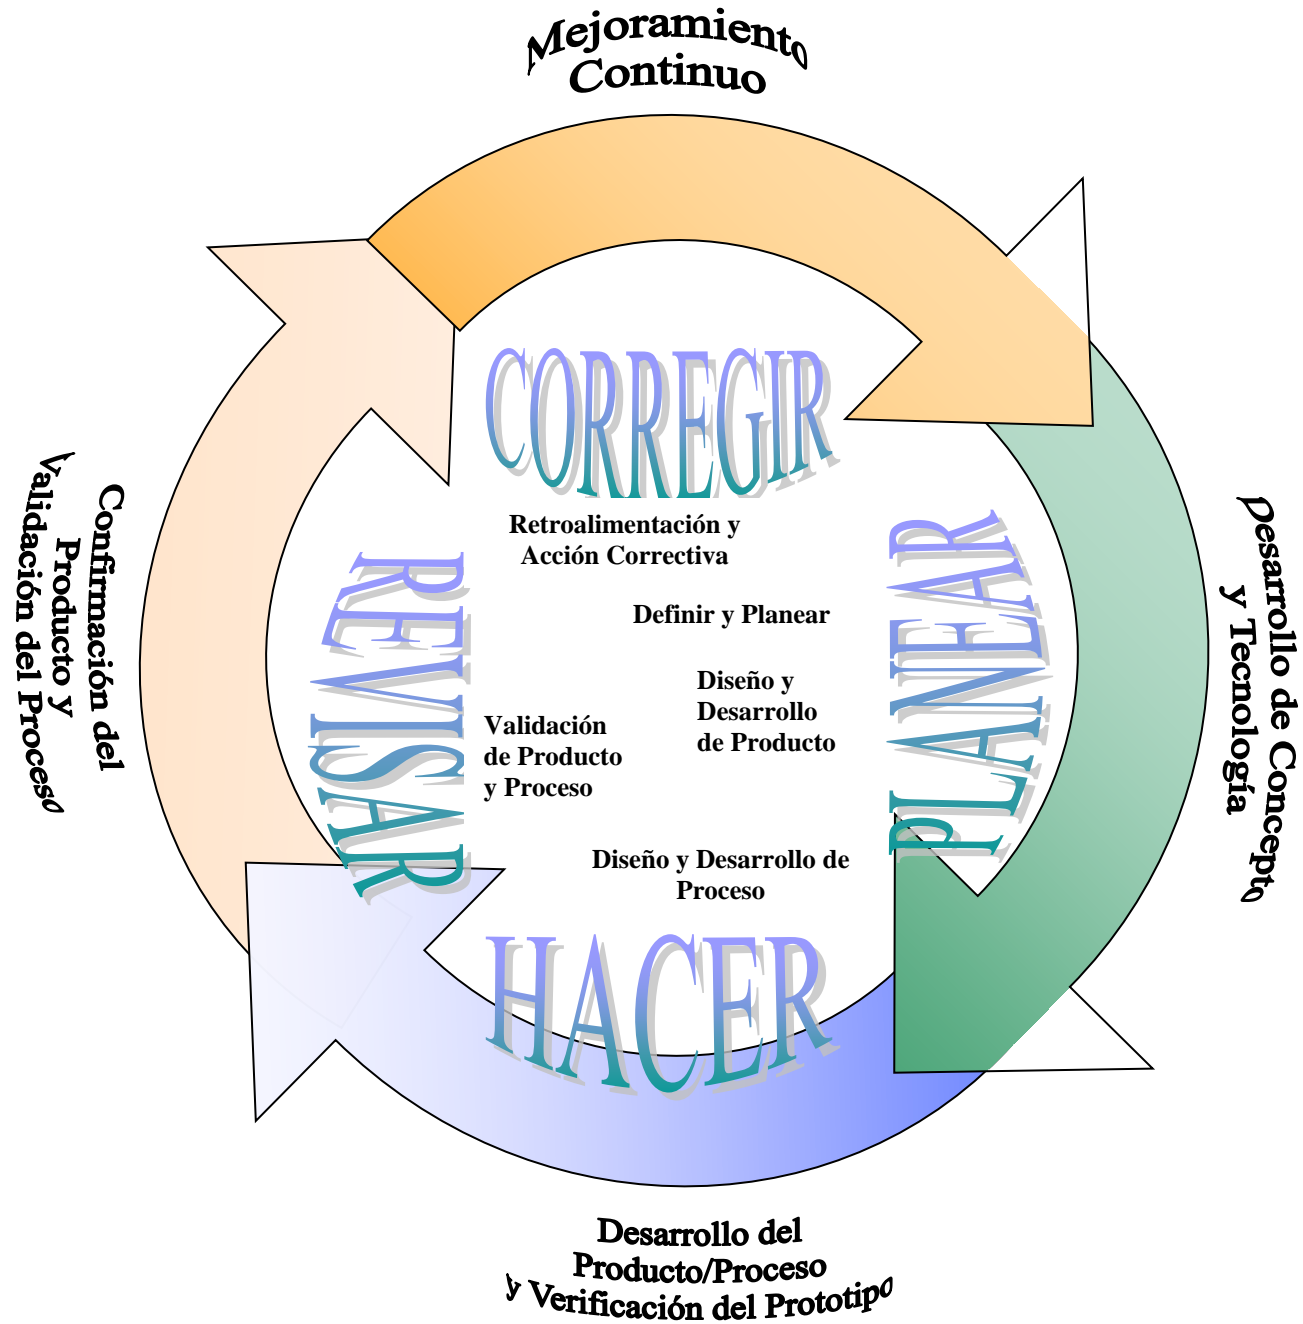 Mejoramiento
Continuo
CORREGIR
Retroalimentación y
Acción Correctiva
Definir y Planear
Diseño y
Desarrollo
de Producto
Validación
de Producto
y Proceso
Diseño y Desarrollo de
Proceso
PLANEAR
Desarrollo de Concepto
y Tecnología
HACER
Desarrollo del
Producto/Proceso
y Verificación del Prototipo
REVISAR
Confirmación del
Producto y
Validación del Proceso